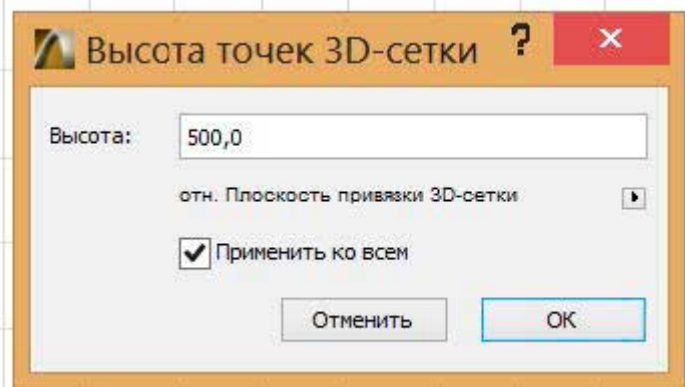 Высота точек 3D-сетки ?
Высота: 500,0
отн. Плоскость привязки 3D-сетки
Применить ко всем
Отменить OK